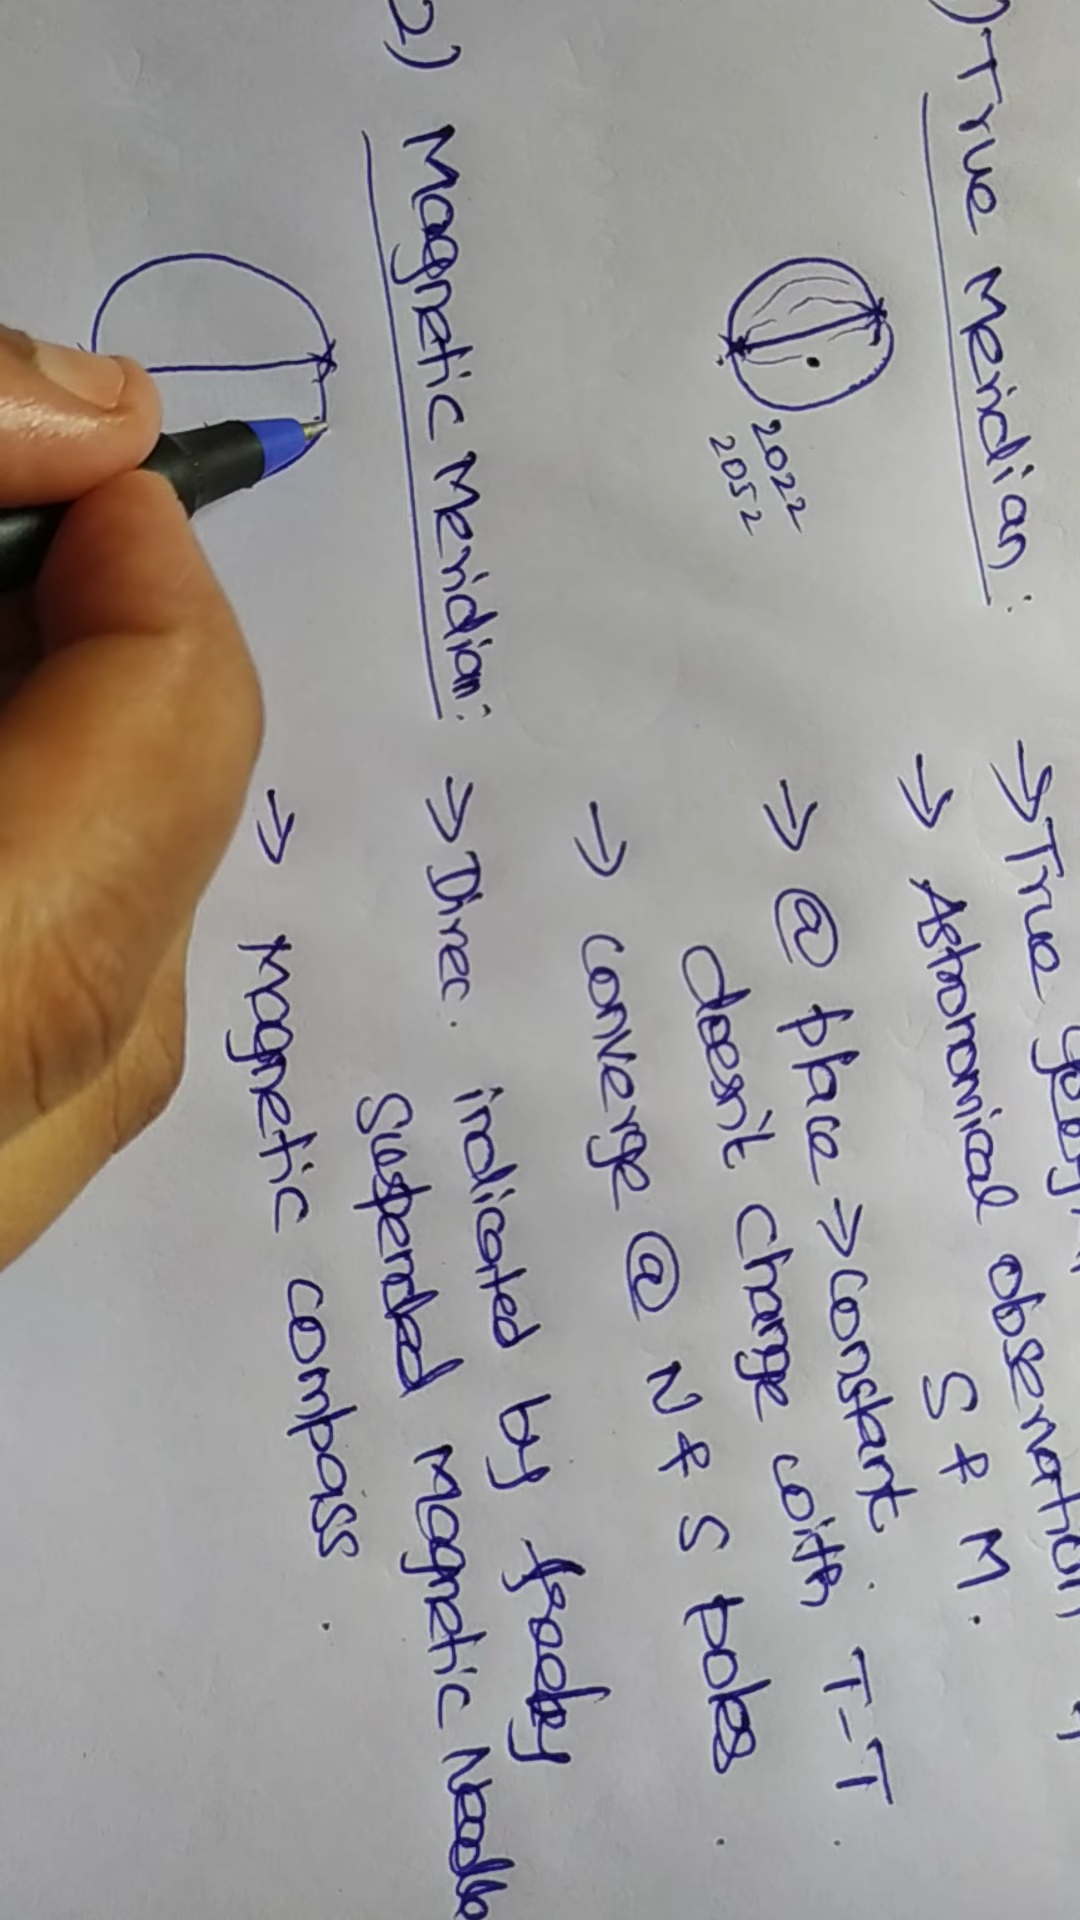 ) True Meridian:
→ True
→ Astronomical observation
S & M.
→ @ place → constant.
doesn't change with T-T
→ converge @ N & S poles
2022
2052
2) Magnetic Meridian:
→ Direc. indicated by freely
suspended Magnetic Needle
→ Magnetic compass